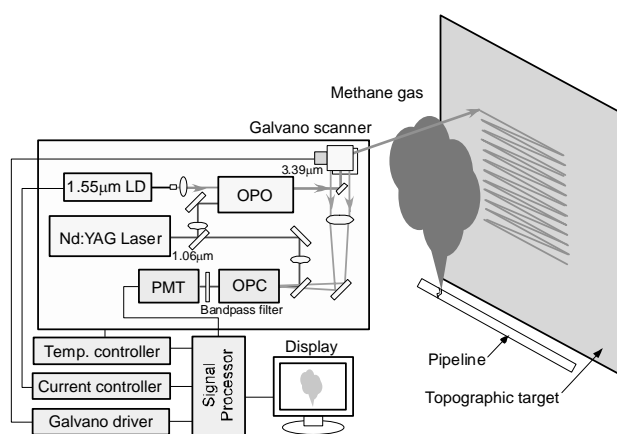 Methane gas
Galvano scanner
3.39μm
1.55μm LD
OPO
Nd:YAG Laser
1.06μm
PMT
OPC
Bandpass filter
Temp. controller
Display
Current controller
Signal
Processor
Galvano driver
Pipeline
Topographic target